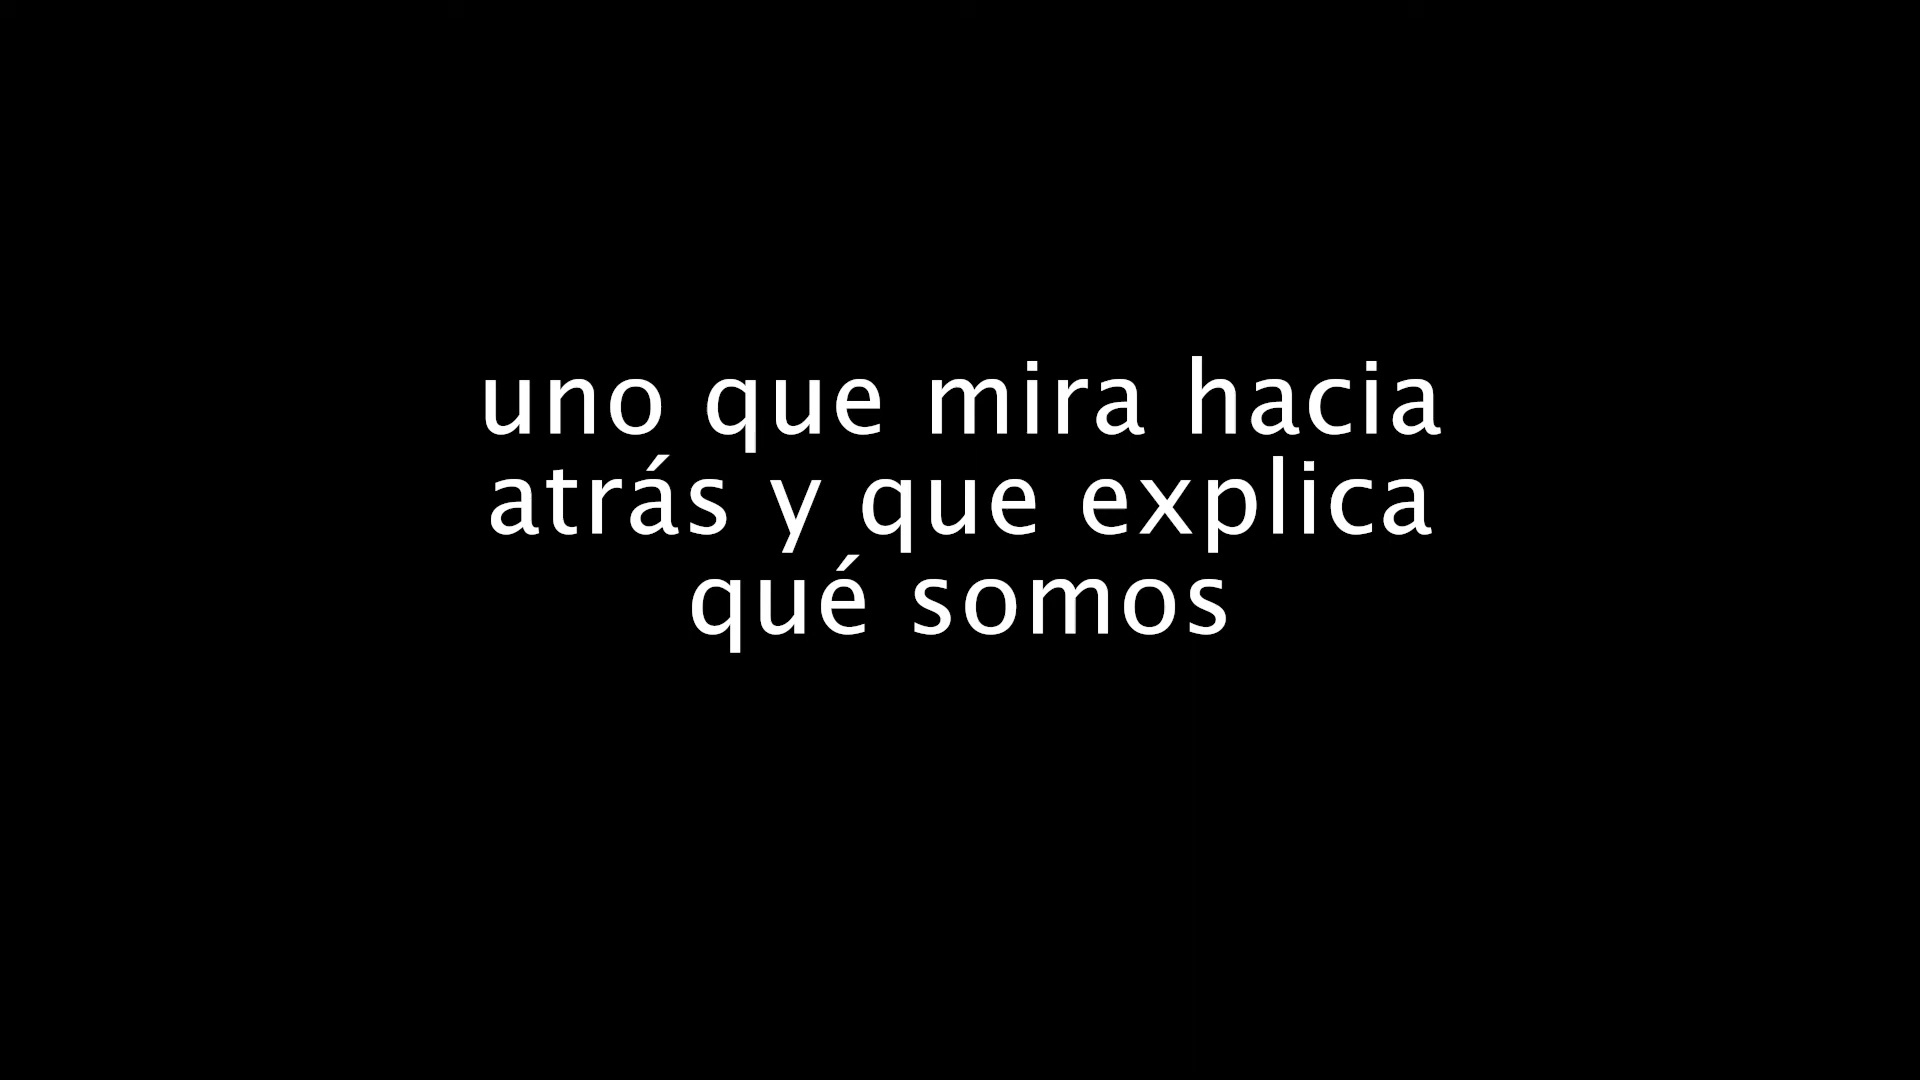 uno que mira hacia
atrás y que explica
qué somos